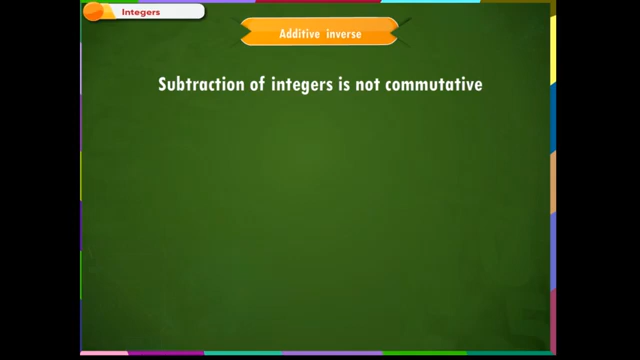 Integers
Additive inverse
Subtraction of integers is not commutative